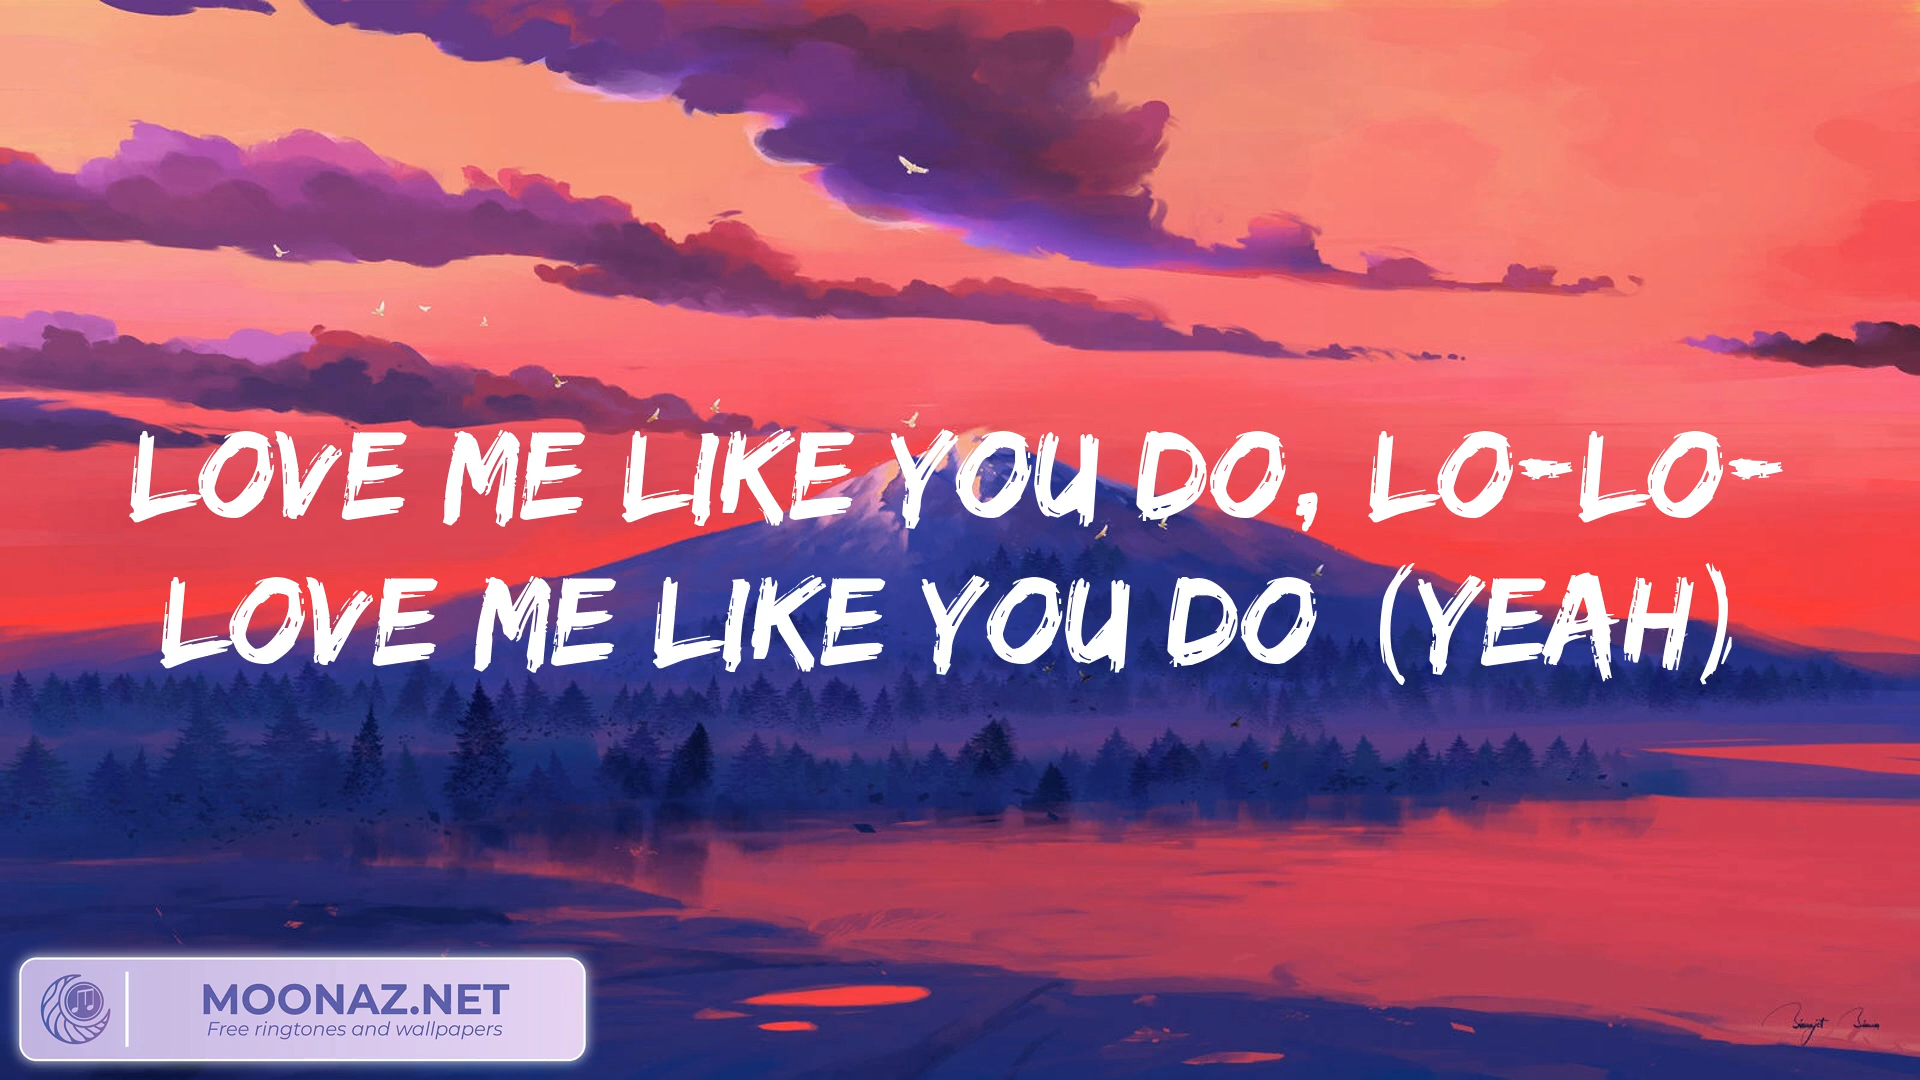 LOVE ME LIKE YOU DO, LO-LO-
LOVE ME LIKE YOU DO (YEAH)
MOONAZ.NET
Free ringtones and wallpapers